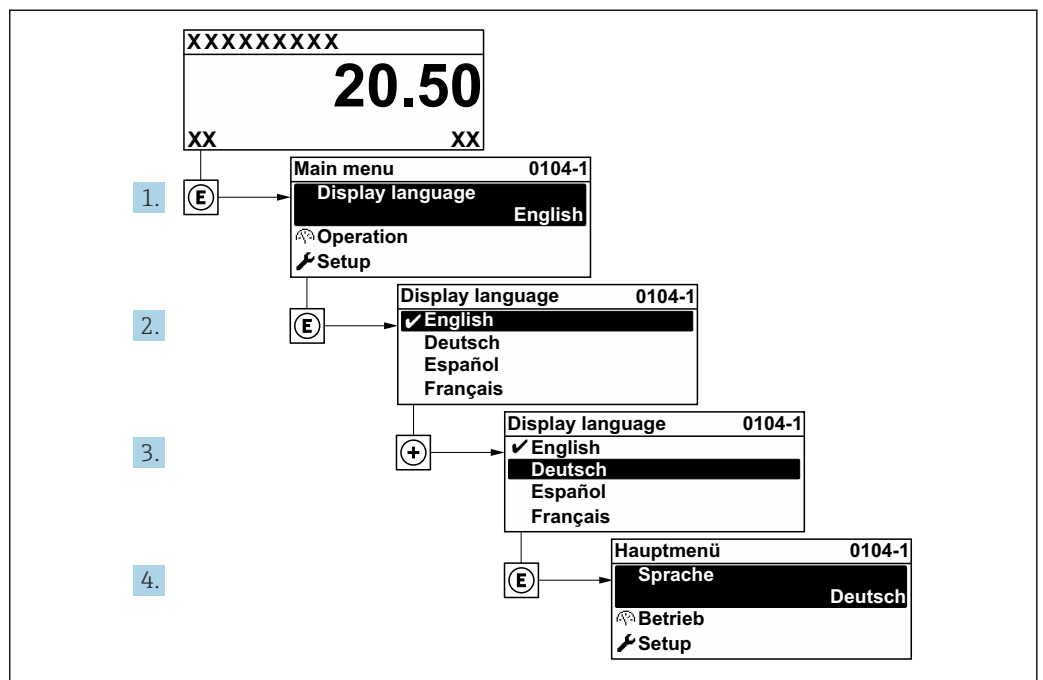 XXXXXXXXX
20.50
XX XX
1. E
Main menu 0104-1
Display language
English
Operation
Setup
2. E
Display language 0104-1
✔English
Deutsch
Español
Français
3. +
Display language 0104-1
✔English
Deutsch
Español
Français
4. E
Hauptmenü 0104-1
Sprache
Deutsch
Betrieb
Setup